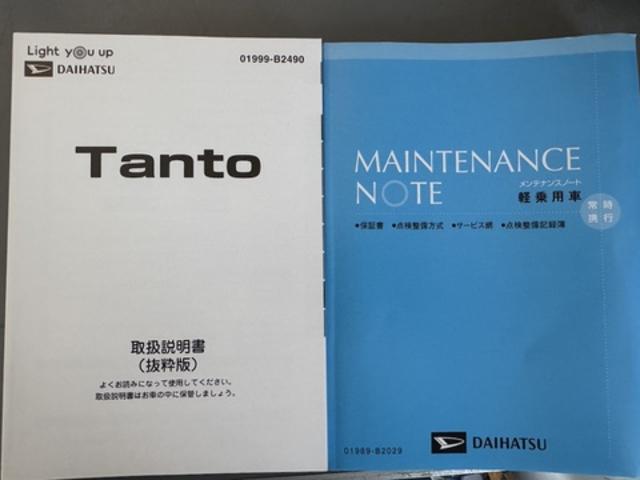 Light you up
DAIHATSU
01999-B2490
Tanto
取扱説明書
（抜粋版）
よくお読みになって使用してください。
取扱説明書はお車の中に保管しましょう。
MAINTENANCE
NOTE
メンテナンスノート
軽乗用車
常時
携行
●保証書 ●点検整備方式 ●サービス網 ●点検整備記録簿
01989-B2029
DAIHATSU